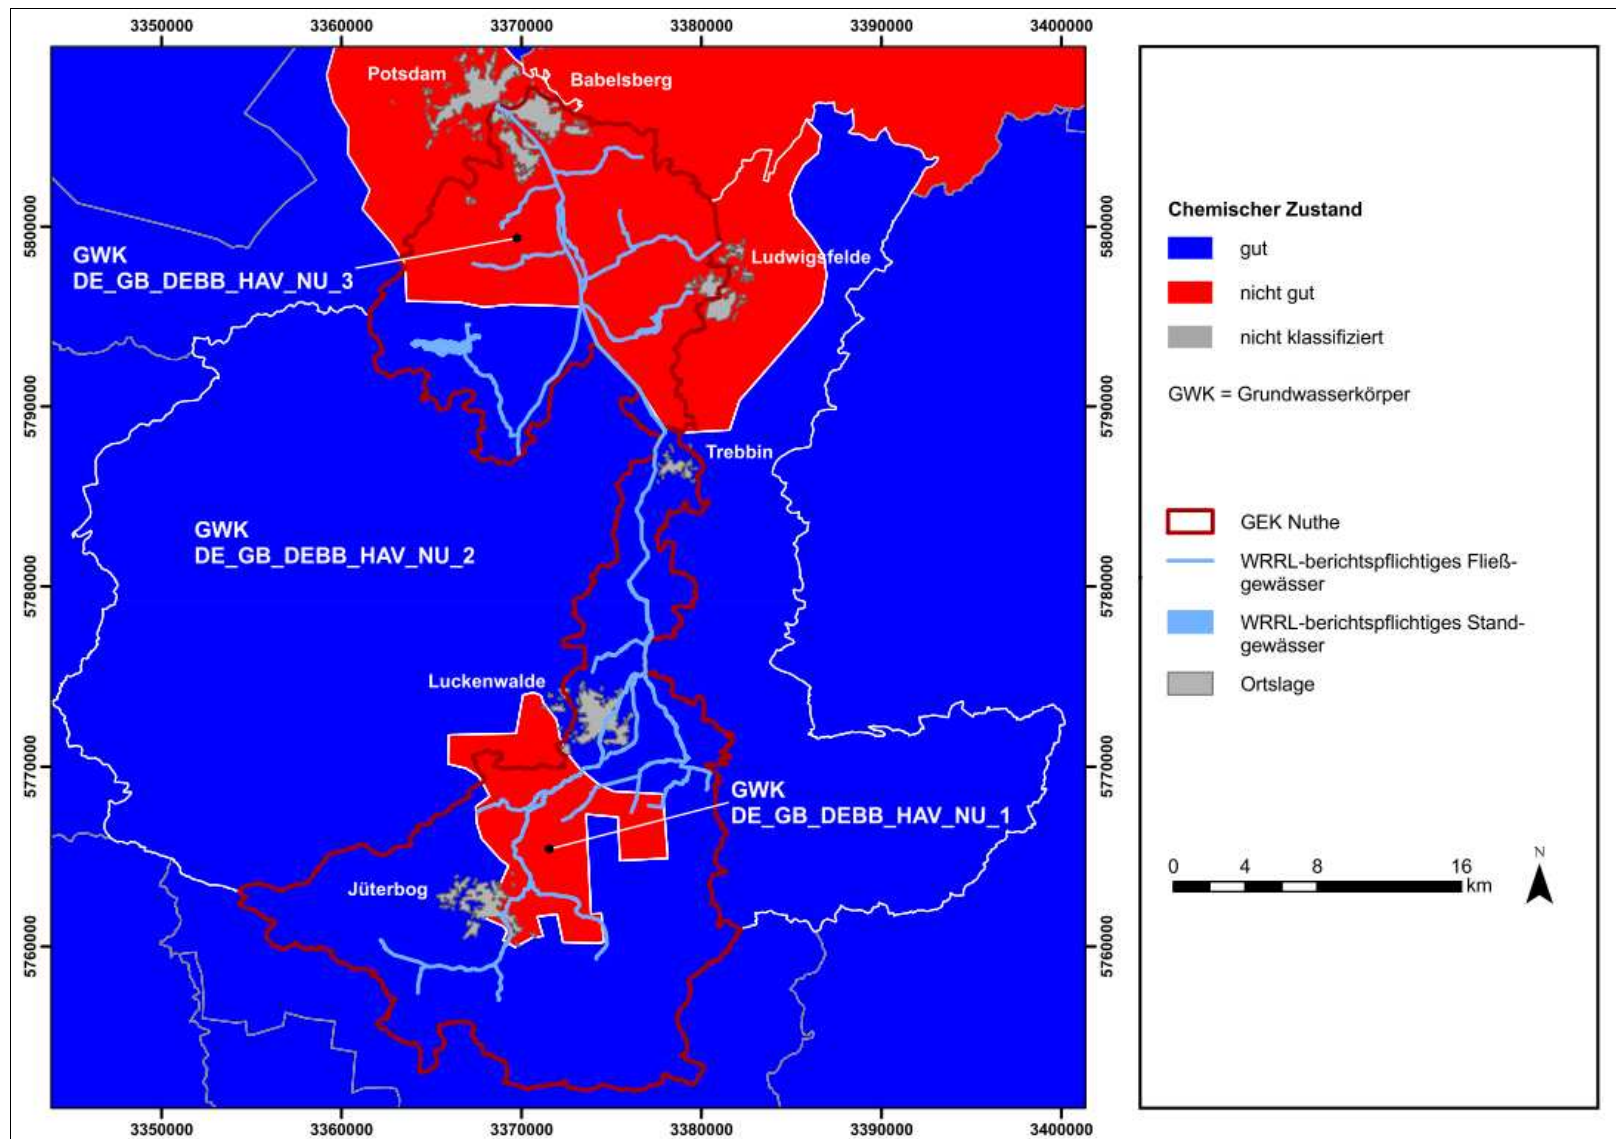 3350000 3360000 3370000 3380000 3390000 3400000
Potsdam
Babelsberg
5800000 5800000
GWK
DE_GB_DEBB_HAV_NU_3
Ludwigsfelde
5790000 5790000
Trebbin
GWK
DE_GB_DEBB_HAV_NU_2
5780000 5780000
Luckenwalde
5770000 5770000
GWK
DE_GB_DEBB_HAV_NU_1
Jüterbog
5760000 5760000
3350000 3360000 3370000 3380000 3390000 3400000
Chemischer Zustand
gut
nicht gut
nicht klassifiziert
GWK = Grundwasserkörper
GEK Nuthe
WRRL-berichtspflichtiges Fließ-
gewässer
WRRL-berichtspflichtiges Stand-
gewässer
Ortslage
0 4 8 16
km
N